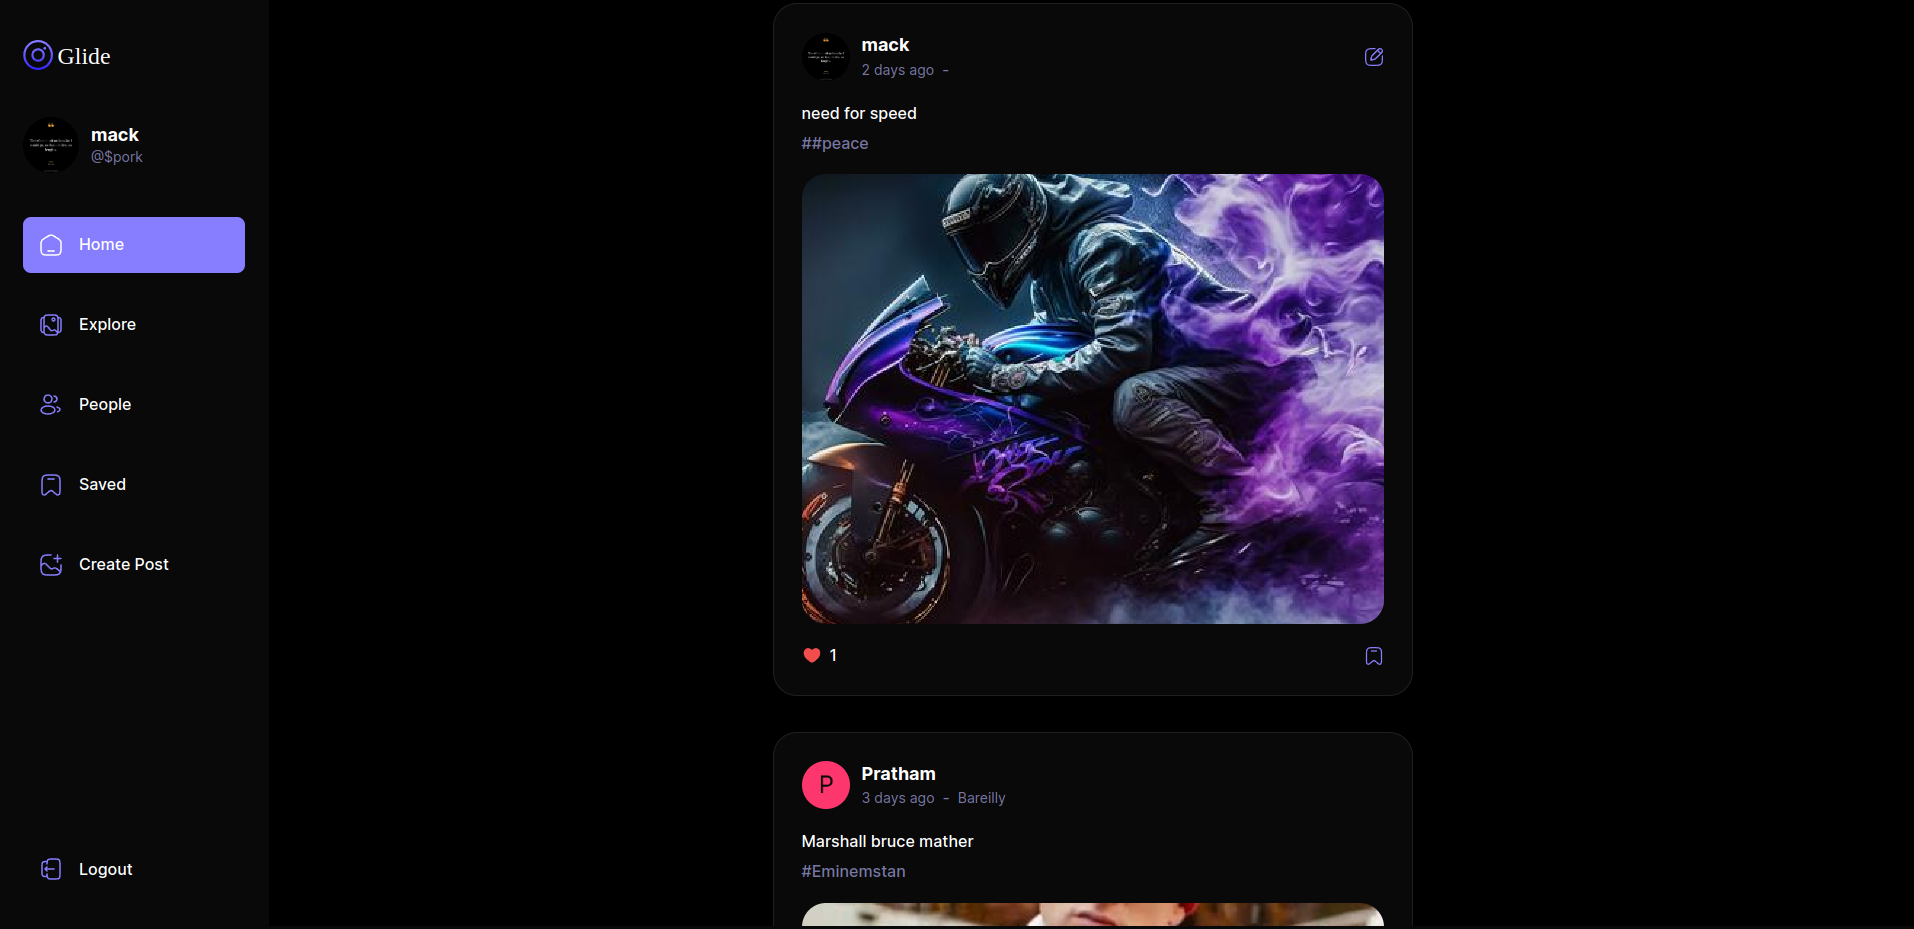 Glide
mack
@$pork
Home
Explore
People
Saved
Create Post
Logout
mack
2 days ago -
need for speed
##peace
1
P
Pratham
3 days ago - Bareilly
Marshall bruce mather
#Eminemstan